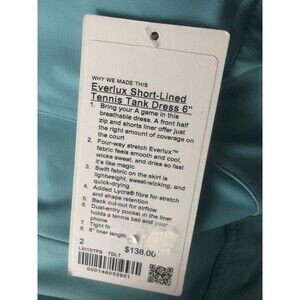 WHY WE MADE THIS
Everlux Short-Lined
Tennis Tank Dress 6"
1. Bring your A game in this
breathable dress. A front half
zip and shorts liner offer just
the right amount of coverage on
the court
2. Four-way stretch Everlux™
fabric feels smooth and cool,
wicks sweat, and dries so fast
it's like magic
3. Swift fabric on the skirt is
lightweight, sweat-wicking, and
quick-drying
4. Added Lycra® fibre for stretch
and shape retention
5. Back cut-out for airflow
6. Dual-entry pocket in the liner
holds a tennis ball and your
phone
7. Tight fit
8. 6" liner length
2
$138.00
LW1DTPS TDLT